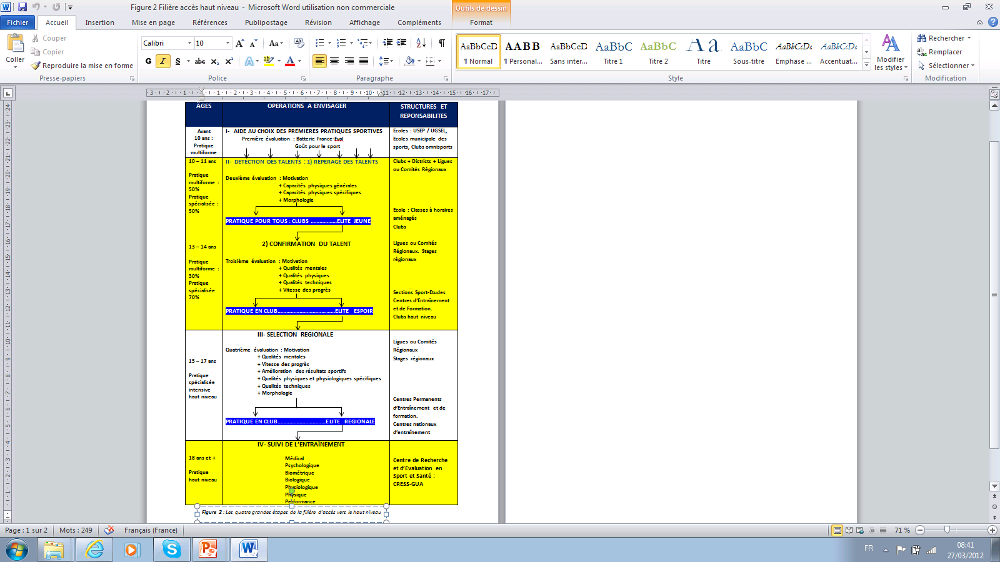 Figure 2 Filière accès haut niveau - Microsoft Word utilisation non commerciale
Outils de dessin
Fichier Accueil Insertion Mise en page Références Publipostage Révision Affichage Compléments Format
Coller
Couper
Copier
Reproduire la mise en forme
Presse-papiers
Calibri 10
G I S abc x₂ x²
Police
Paragraphe
AaBbCcD AABB AaBbCcD AaBbC AaBbC Aa. AaBbC AaBbCcDc AaBbCcDc
¶ Normal ¶ Personal... Sans inter... Titre 1 Titre 2 Titre Sous-titre Emphase ... Accentuat...
Modifier les styles
Style
Rechercher
Remplacer
Sélectionner
Modification
ÂGES
OPERATIONS A ENVISAGER
STRUCTURES ET
REPONSABILITES
Avant
10 ans :
Pratique
multiforme
I- AIDE AU CHOIX DES PREMIERES PRATIQUES SPORTIVES
Première évaluation : Batterie France-Eval
Goût pour le sport
Ecoles : USEP / UGSEL,
Ecoles municipale des
sports, Clubs omnisports
10 – 11 ans
Pratique
multiforme :
50%
Pratique
spécialisée :
50%
II- DETECTION DES TALENTS : 1) REPERAGE DES TALENTS
Deuxième évaluation : Motivation
+ Capacités physiques générales
+ Capacités physiques spécifiques
+ Morphologie
PRATIQUE POUR TOUS : CLUBS ..................ELITE JEUNE
Clubs + Districts + Ligues
ou Comités Régionaux
Ecole : Classes à horaires
aménagés
Clubs
13 – 14 ans
Pratique
multiforme :
30%
Pratique
spécialisée
70%
2) CONFIRMATION DU TALENT
Troisième évaluation : Motivation
+ Qualités mentales
+ Qualités physiques
+ Qualités techniques
+ Vitesse des progrès
PRATIQUE EN CLUB........................................ELITE ESPOIR
Ligues ou Comités
Régionaux. Stages
régionaux
Sections Sport-Etudes
Centres d'Entraînement
et de Formation.
Clubs haut niveau
15 – 17 ans
Pratique
spécialisée
intensive
haut niveau
III- SELECTION REGIONALE
Quatrième évaluation : Motivation
+ Qualités mentales
+ Vitesse des progrès
+ Amélioration des résultats sportifs
+ Qualités physiques et physiologiques spécifiques
+ Qualités techniques
+ Morphologie
PRATIQUE EN CLUB..................................ELITE REGIONALE
Ligues ou Comités
Régionaux
Stages régionaux
Centres Permanents
d'Entraînement et de
formation.
Centres nationaux
d'entraînement
18 ans et +
Pratique
haut niveau
IV- SUIVI DE L'ENTRAÎNEMENT
Médical
Psychologique
Biométrique
Biologique
Physiologique
Physique
Performance
Centre de Recherche
et d'Evaluation en
Sport et Santé :
CRESS-GUA
Figure 2 : Les quatre grandes étapes de la filière d'accès vers le haut niveau
Page : 1 sur 2 Mots : 249 Français (France) 71 %
FR 08:41
27/03/2012